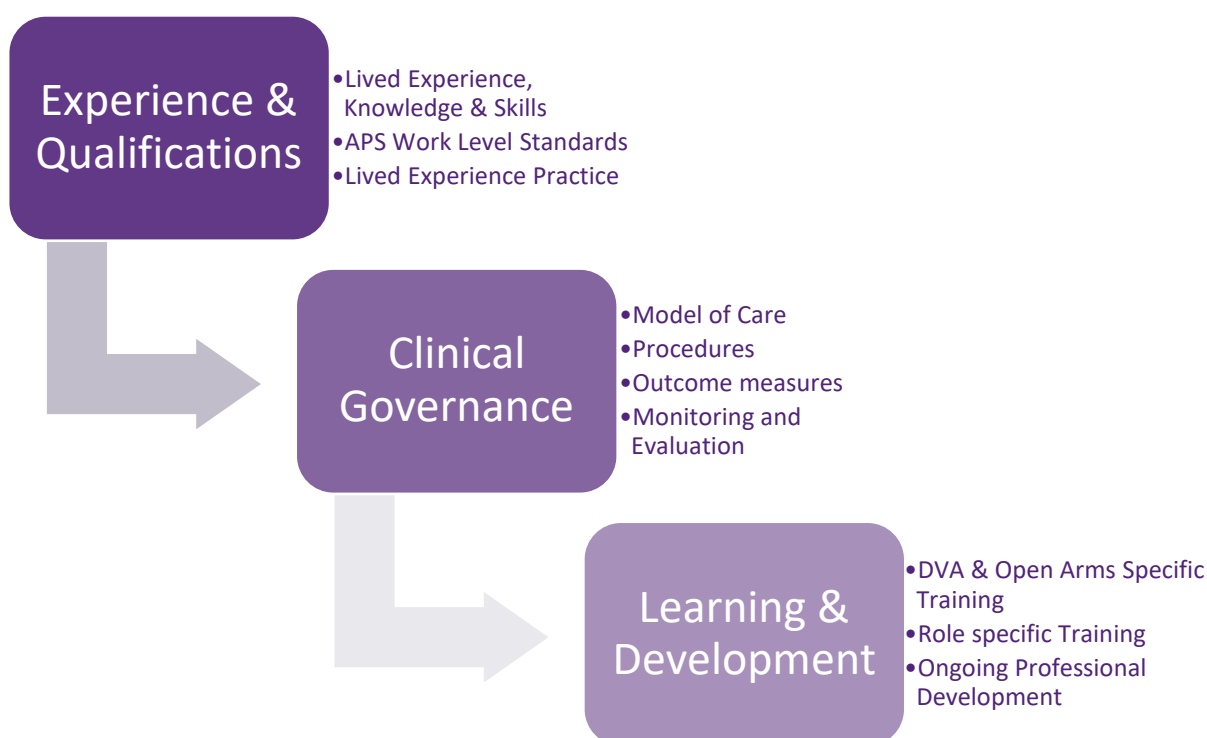 Experience &
Qualifications
•Lived Experience,
Knowledge & Skills
•APS Work Level Standards
•Lived Experience Practice
Clinical
Governance
•Model of Care
•Procedures
•Outcome measures
•Monitoring and
Evaluation
Learning &
Development
•DVA & Open Arms Specific
Training
•Role specific Training
•Ongoing Professional
Development